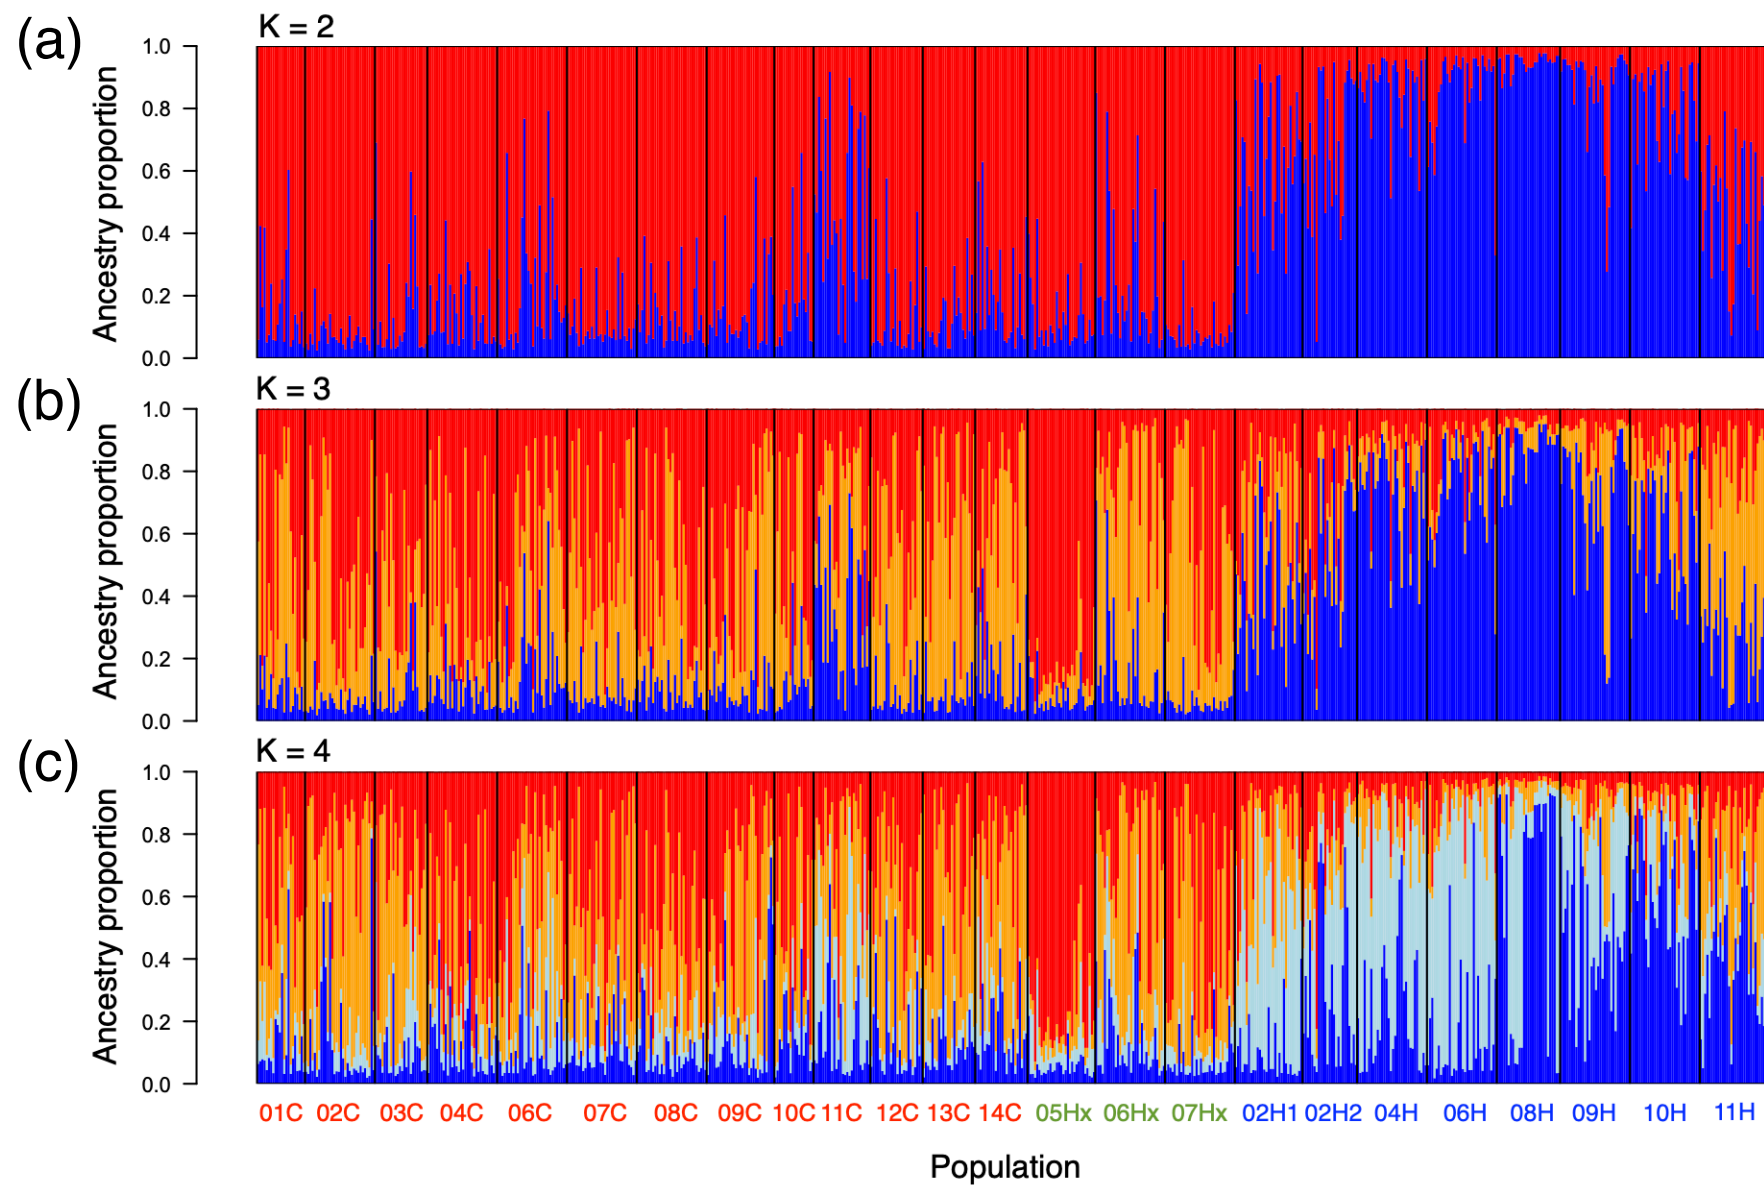 (a)
K = 2
1.0
0.8
0.6
0.4
0.2
0.0
Ancestry proportion
(b)
K = 3
1.0
0.8
0.6
0.4
0.2
0.0
Ancestry proportion
(c)
K = 4
1.0
0.8
0.6
0.4
0.2
0.0
Ancestry proportion
01C 02C 03C 04C 06C 07C 08C 09C 10C 11C 12C 13C 14C 05Hx 06Hx 07Hx 02H1 02H2 04H 06H 08H 09H 10H 11H
Population